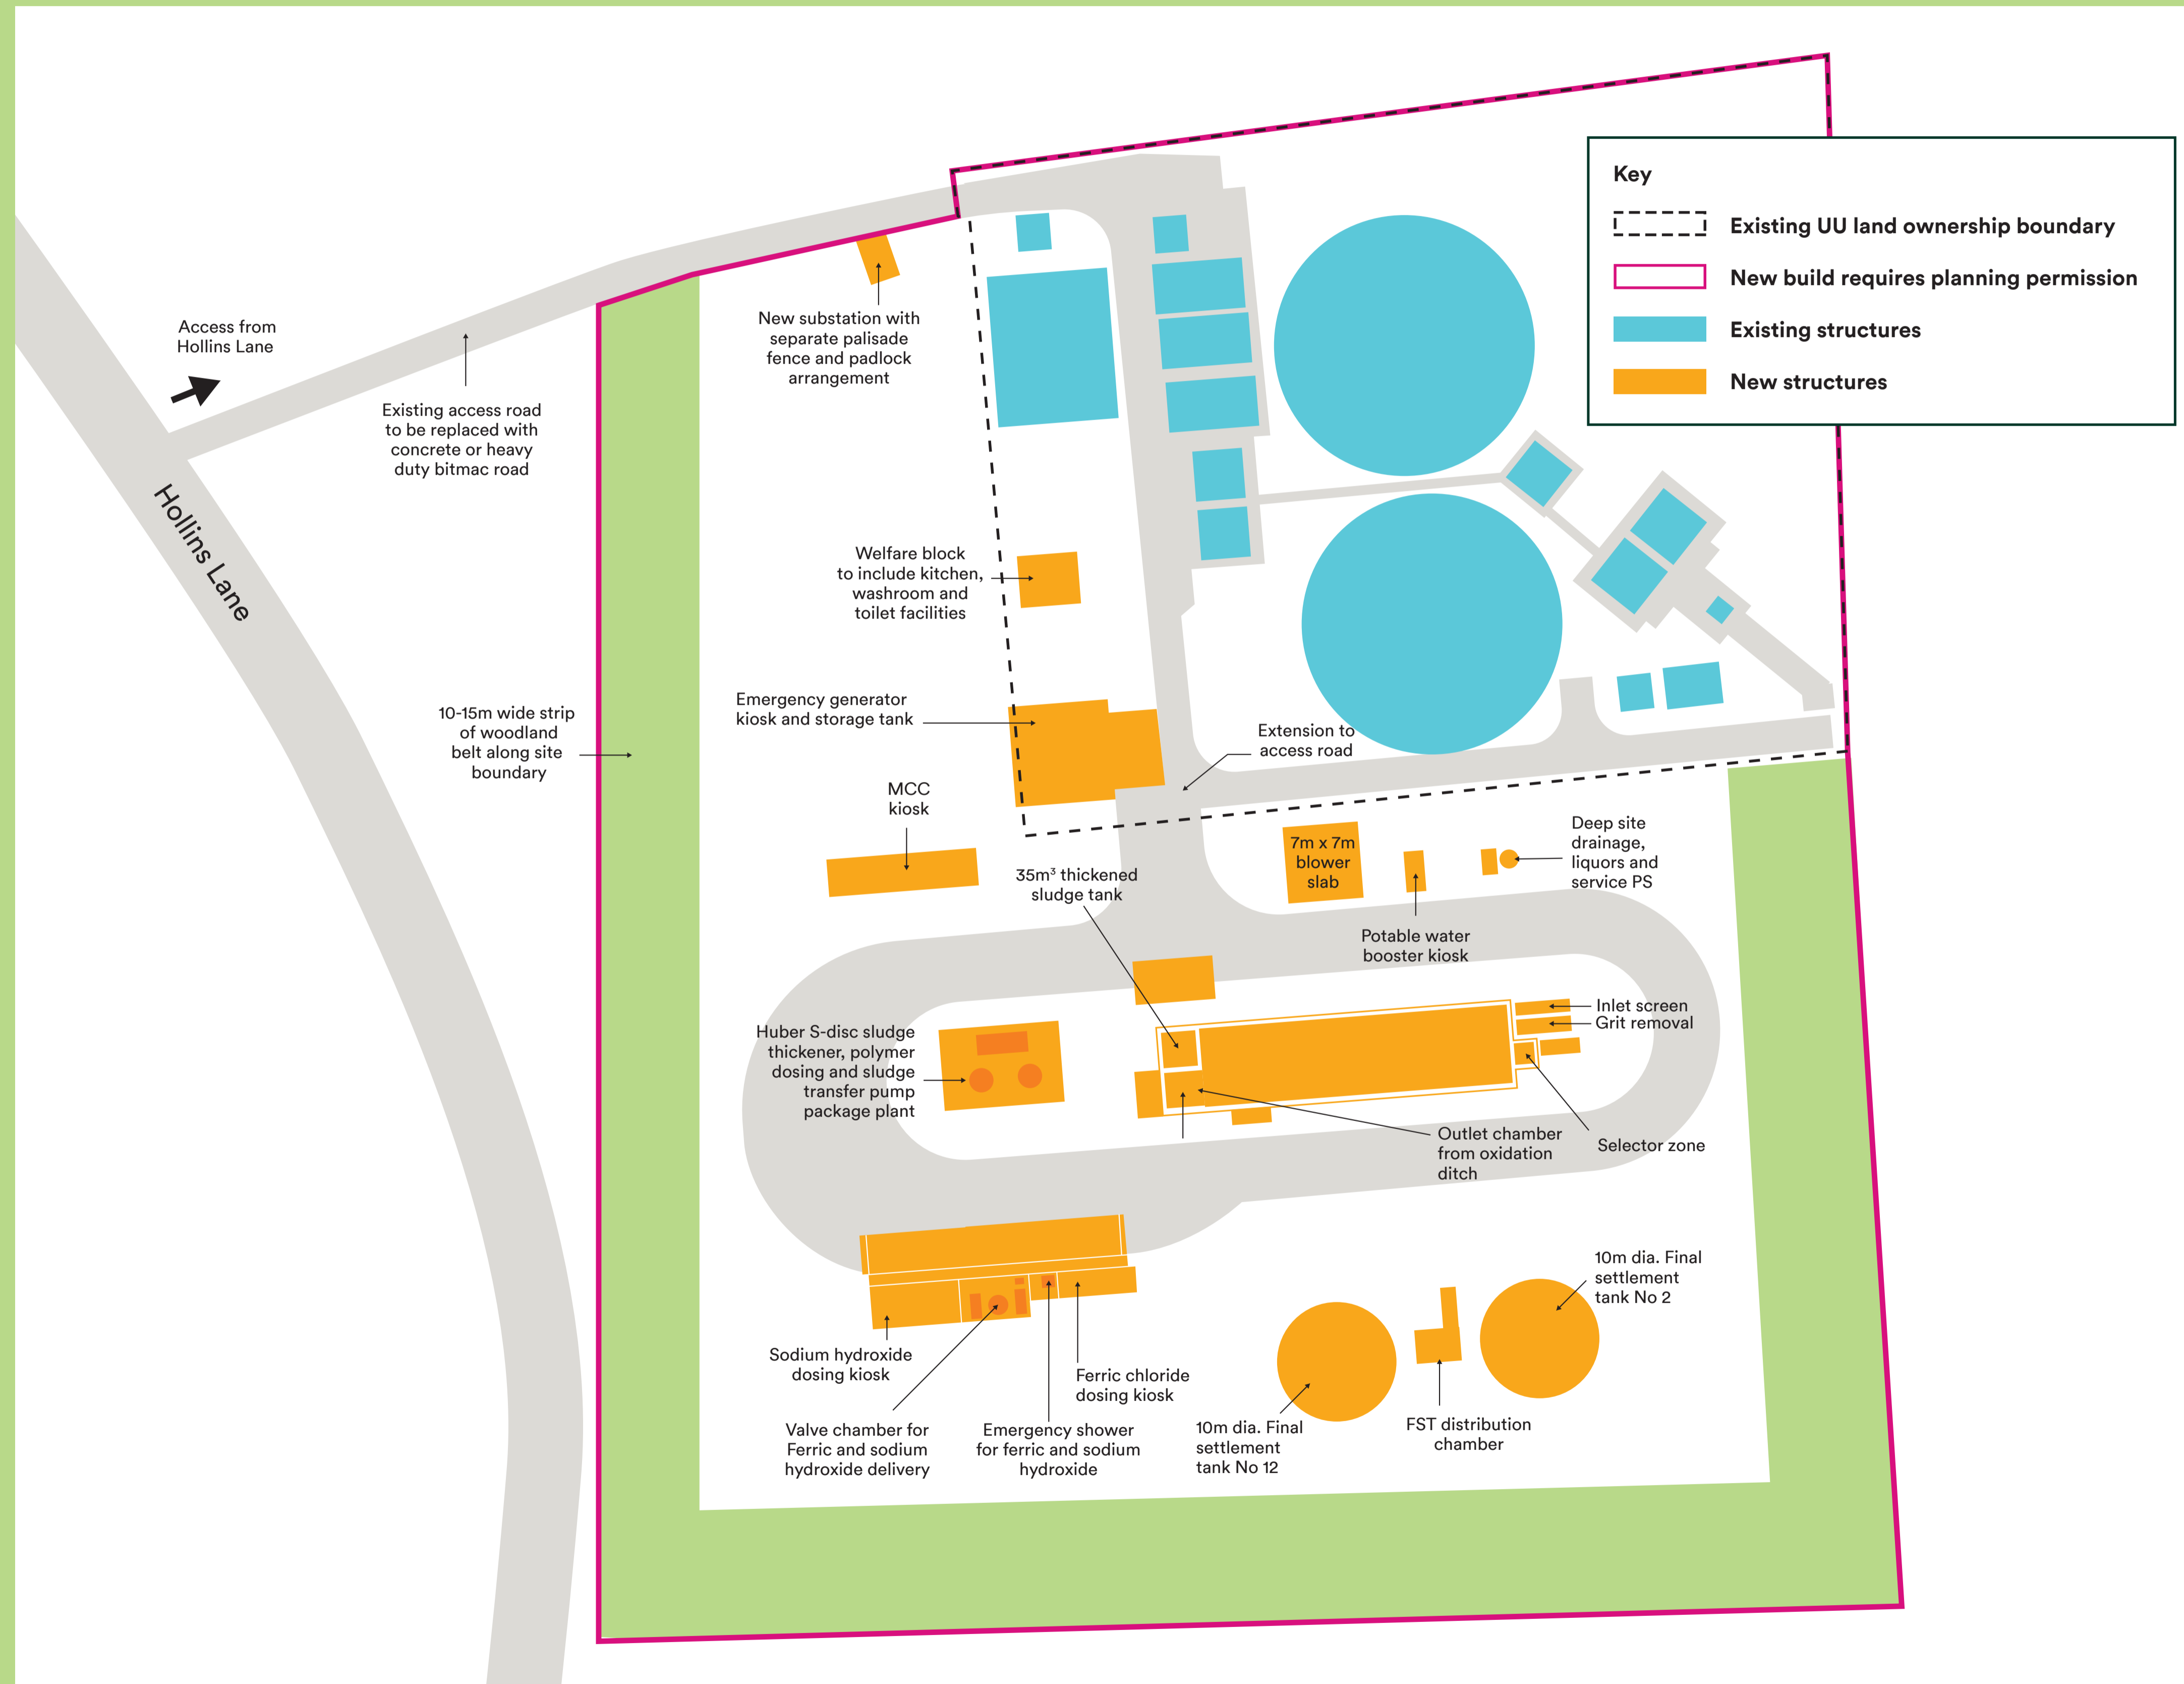 Key
Existing UU land ownership boundary
New build requires planning permission
Existing structures
New structures
Access from
Hollins Lane
Existing access road
to be replaced with
concrete or heavy
duty bitmac road
Hollins Lane
New substation with
separate palisade
fence and padlock
arrangement
Welfare block
to include kitchen,
washroom and
toilet facilities
10-15m wide strip
of woodland
belt along site
boundary
Emergency generator
kiosk and storage tank
Extension to
access road
MCC
kiosk
35m³ thickened
sludge tank
7m x 7m
blower
slab
Deep site
drainage,
liquors and
service PS
Potable water
booster kiosk
Inlet screen
Grit removal
Huber S-disc sludge
thickener, polymer
dosing and sludge
transfer pump
package plant
Outlet chamber
from oxidation
ditch
Selector zone
Sodium hydroxide
dosing kiosk
Ferric chloride
dosing kiosk
Valve chamber for
Ferric and sodium
hydroxide delivery
Emergency shower
for ferric and sodium
hydroxide
10m dia. Final
settlement
tank No 12
FST distribution
chamber
10m dia. Final
settlement
tank No 2